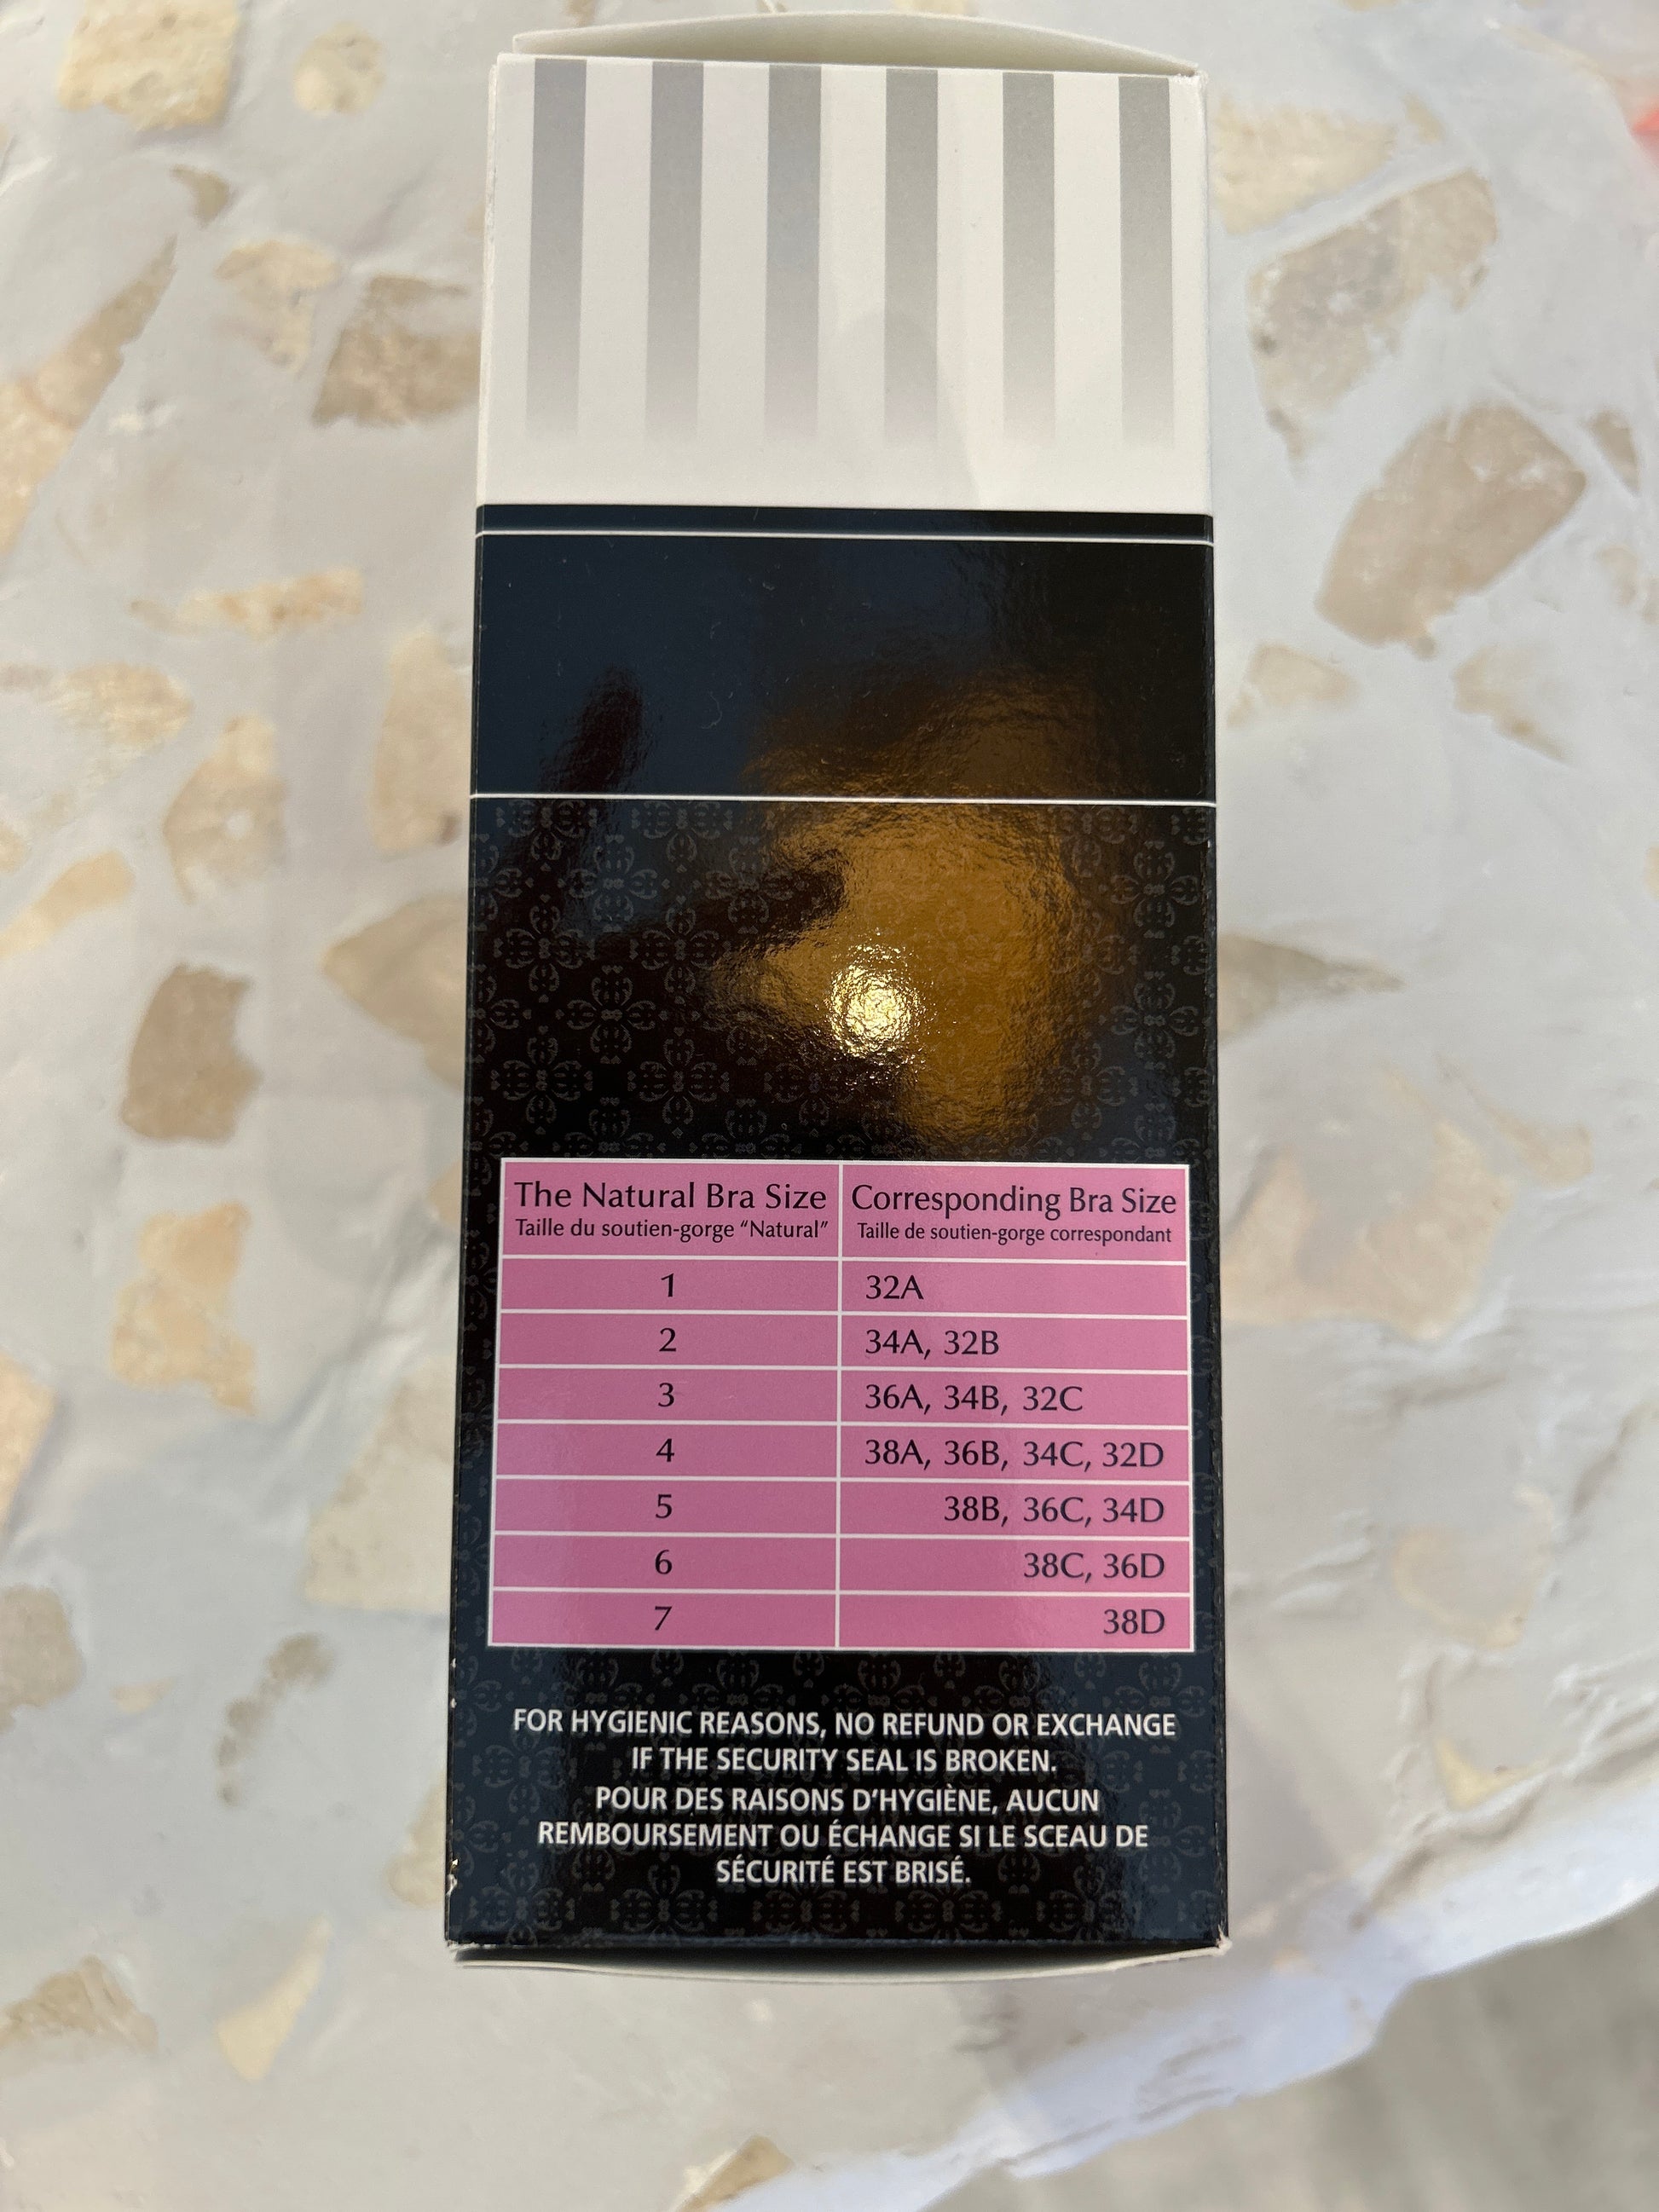 The Natural Bra Size Corresponding Bra Size
Taille du soutien-gorge “Natural” Taille de soutien-gorge correspondant
1 32A
2 34A, 32B
3 36A, 34B, 32C
4 38A, 36B, 34C, 32D
5 38B, 36C, 34D
6 38C, 36D
7 38D
FOR HYGIENIC REASONS, NO REFUND OR EXCHANGE
IF THE SECURITY SEAL IS BROKEN.
POUR DES RAISONS D'HYGIÈNE, AUCUN
REMBOURSEMENT OU ÉCHANGE SI LE SCEAU DE
SÉCURITÉ EST BRISÉ.